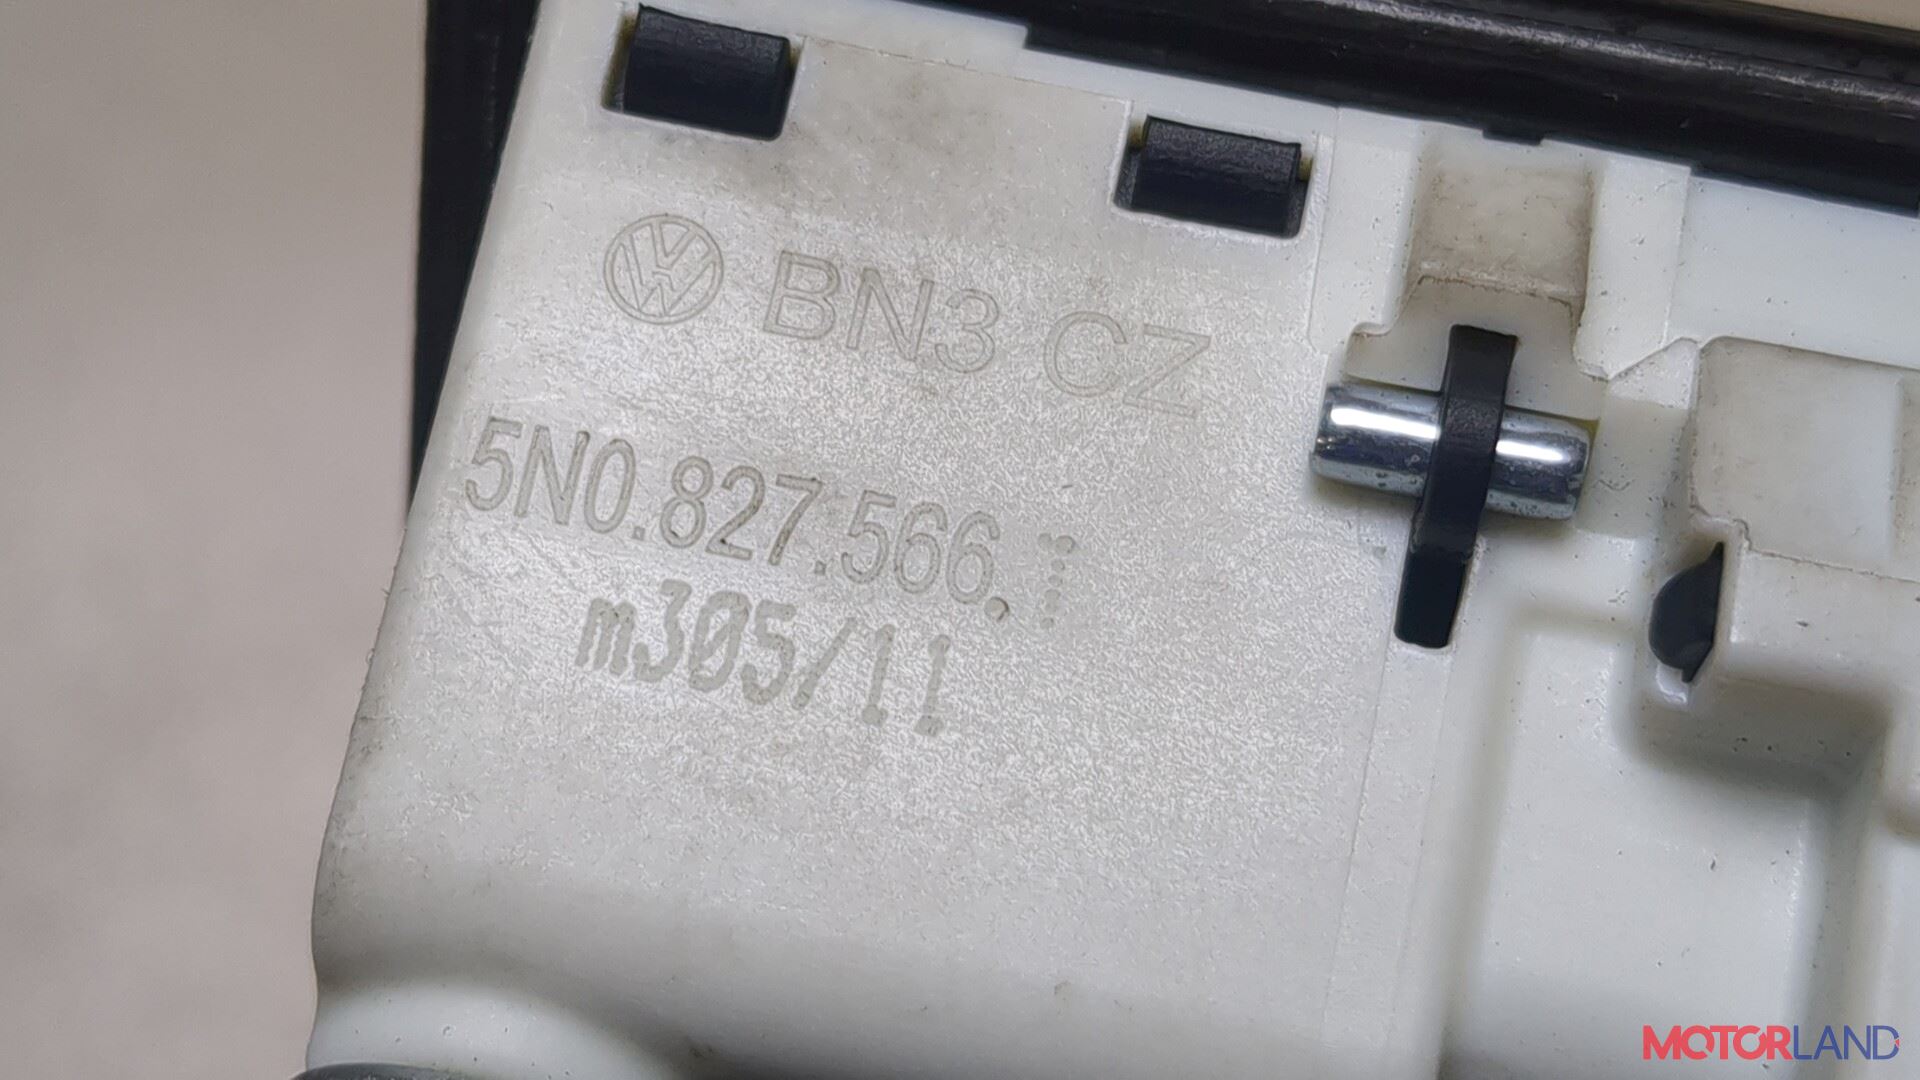 BN3 CZ
5N0.827.566.T
m305/11
MOTORLAND